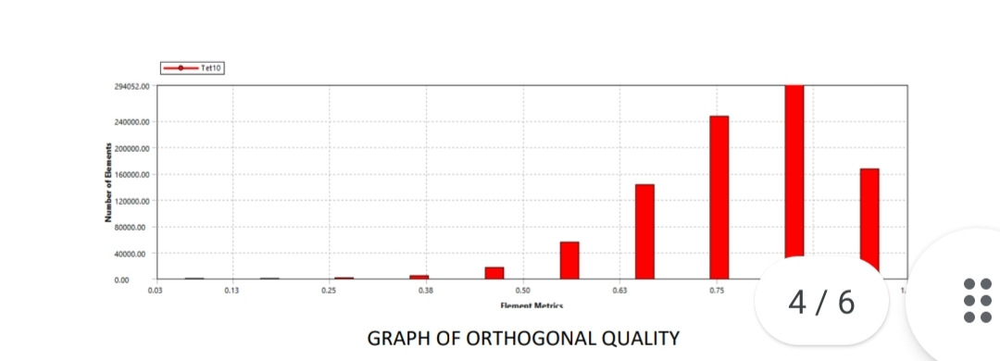 Tet10
294052.00
240000.00
200000.00
160000.00
120000.00
80000.00
40000.00
0.00
Number of Elements
0.03 0.13 0.25 0.38 0.50 0.63 0.75
Element Metrics
4 / 6
GRAPH OF ORTHOGONAL QUALITY